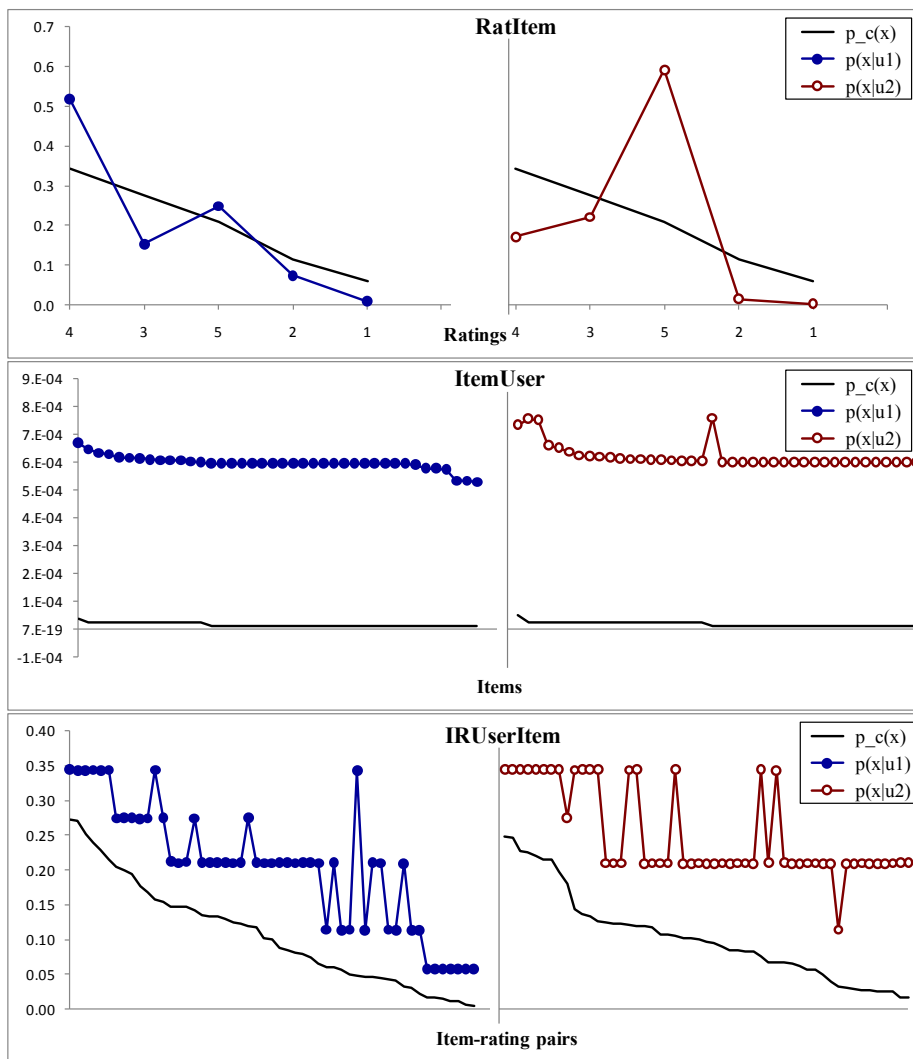 RatItem
0.7
0.6
0.5
0.4
0.3
0.2
0.1
0.0
p_c(x)
p(x|u1)
p(x|u2)
4 3 5 2 1 4 3 5 2 1
Ratings
ItemUser
9.E-04
8.E-04
7.E-04
6.E-04
5.E-04
4.E-04
3.E-04
2.E-04
1.E-04
7.E-19
-1.E-04
p_c(x)
p(x|u1)
p(x|u2)
Items
IRUserItem
0.40
0.35
0.30
0.25
0.20
0.15
0.10
0.05
0.00
p_c(x)
p(x|u1)
p(x|u2)
Item-rating pairs